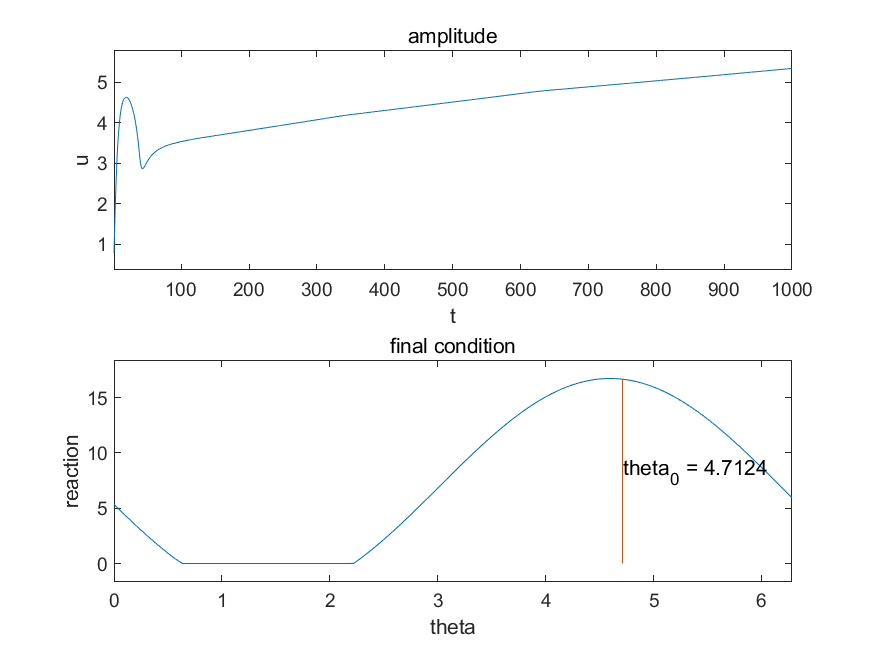 amplitude
5
4
3
2
1
u
100 200 300 400 500 600 700 800 900 1000
t
final condition
15
10
5
0
reaction
theta_0 = 4.7124
0 1 2 3 4 5 6
theta